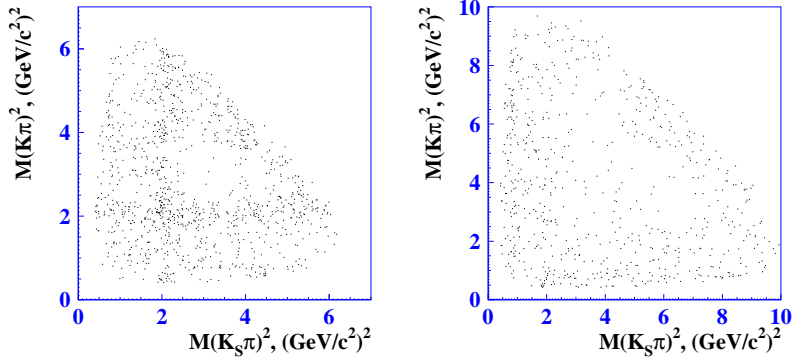 M(Kπ)², (GeV/c²)²
6
4
2
0
0 2 4 6
M(K_Sπ)², (GeV/c²)²
M(Kπ)², (GeV/c²)²
10
8
6
4
2
0
0 2 4 6 8 10
M(K_Sπ)², (GeV/c²)²